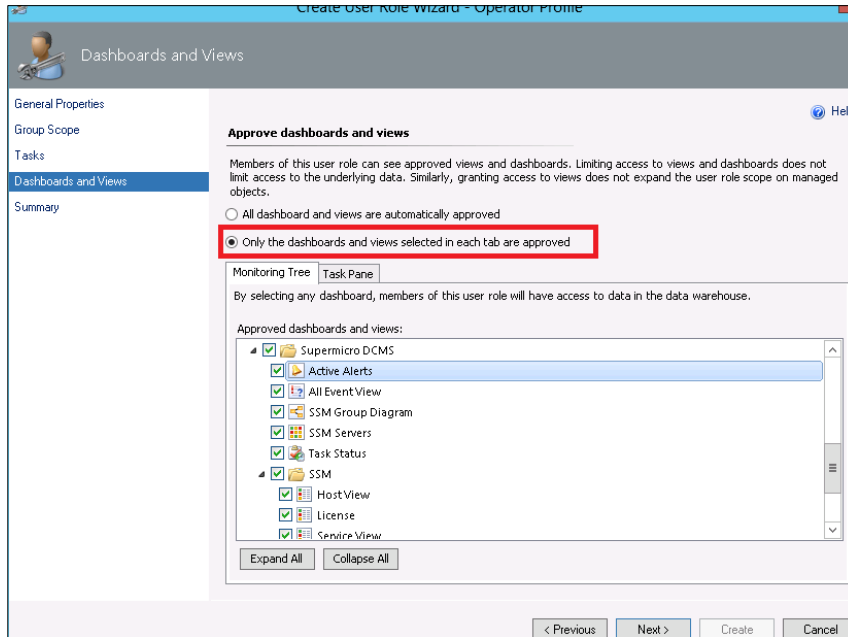 Create User Role Wizard - Operator Profile
Dashboards and Views
General Properties
Group Scope
Tasks
Dashboards and Views
Summary
Hel
Approve dashboards and views
Members of this user role can see approved views and dashboards. Limiting access to views and dashboards does not
limit access to the underlying data. Similarly, granting access to views does not expand the user role scope on managed
objects.
All dashboard and views are automatically approved
Only the dashboards and views selected in each tab are approved
Monitoring Tree Task Pane
By selecting any dashboard, members of this user role will have access to data in the data warehouse.
Approved dashboards and views:
Supermicro DCMS
Active Alerts
All Event View
SSM Group Diagram
SSM Servers
Task Status
SSM
Host View
License
Service View
Expand All Collapse All
< Previous Next > Create Cancel